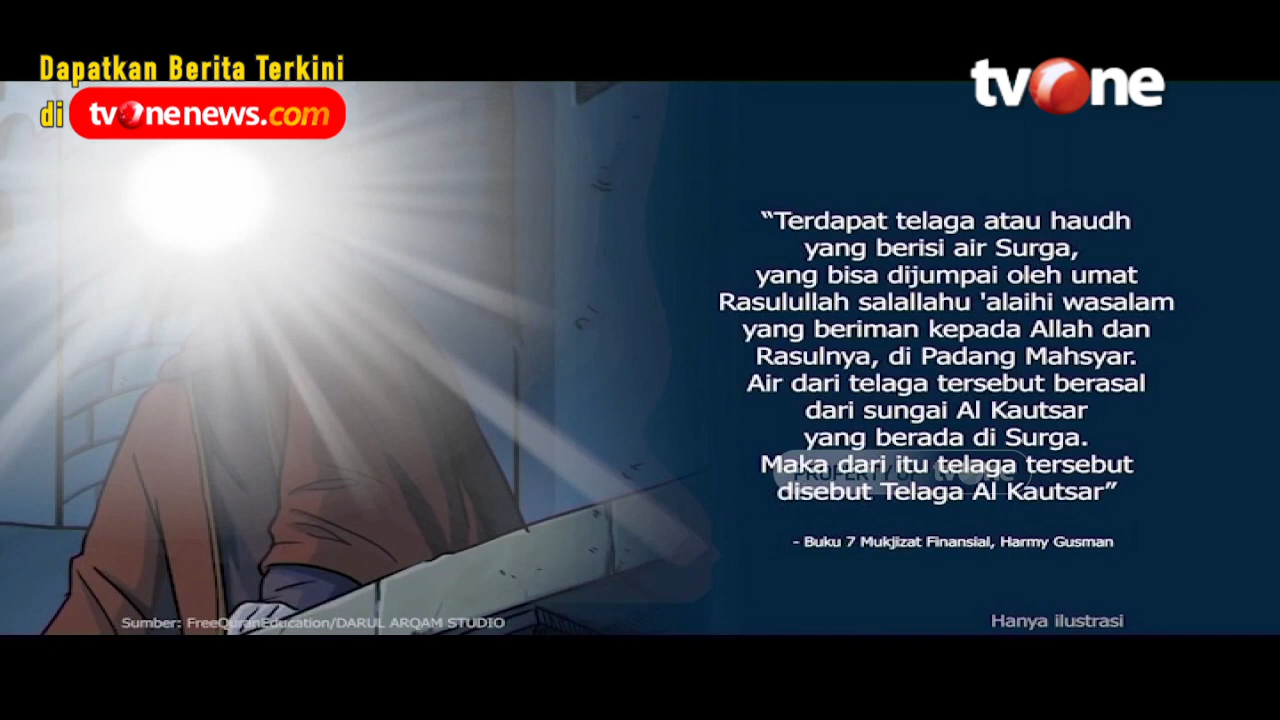 Dapatkan Berita Terkini
di tvonenews.com
tvone
“Terdapat telaga atau haudh
yang berisi air Surga,
yang bisa dijumpai oleh umat
Rasulullah salallahu 'alaihi wasalam
yang beriman kepada Allah dan
Rasulnya, di Padang Mahsyar.
Air dari telaga tersebut berasal
dari sungai Al Kautsar
yang berada di Surga.
Maka dari itu telaga tersebut
PROPERTY OF tvone
disebut Telaga Al Kautsar”
- Buku 7 Mukjizat Finansial, Harmy Gusman
Sumber: FreeQuranEducation/DARUL ARQAM STUDIO
Hanya ilustrasi